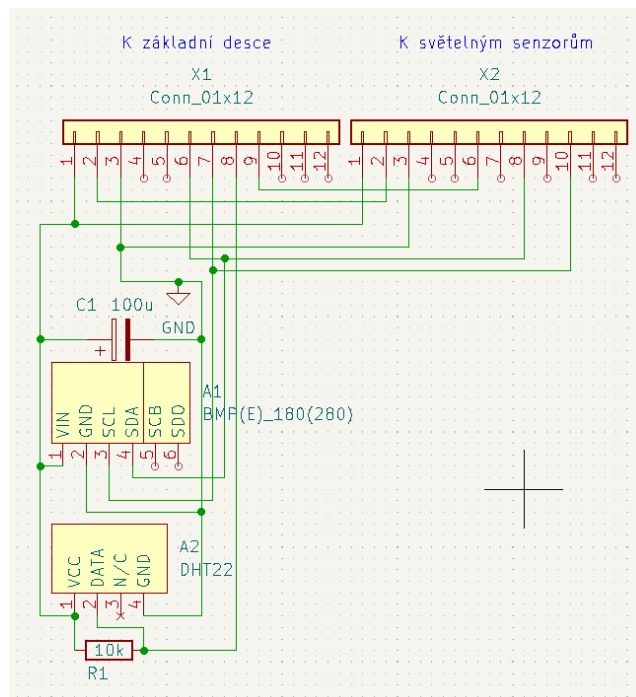 K základní desce
K světelným senzorům
X1
Conn_01x12
X2
Conn_01x12
1 2 3 4 5 6 7 8 9 10 11 12
1 2 3 4 5 6 7 8 9 10 11 12
C1 100u
GND
+
A1
BMP(E)_180(280)
VIN GND SCL SDA SCB SDO
1 2 3 4 5 6
A2
DHT22
VCC DATA N/C GND
1 2 3 4
10k
R1